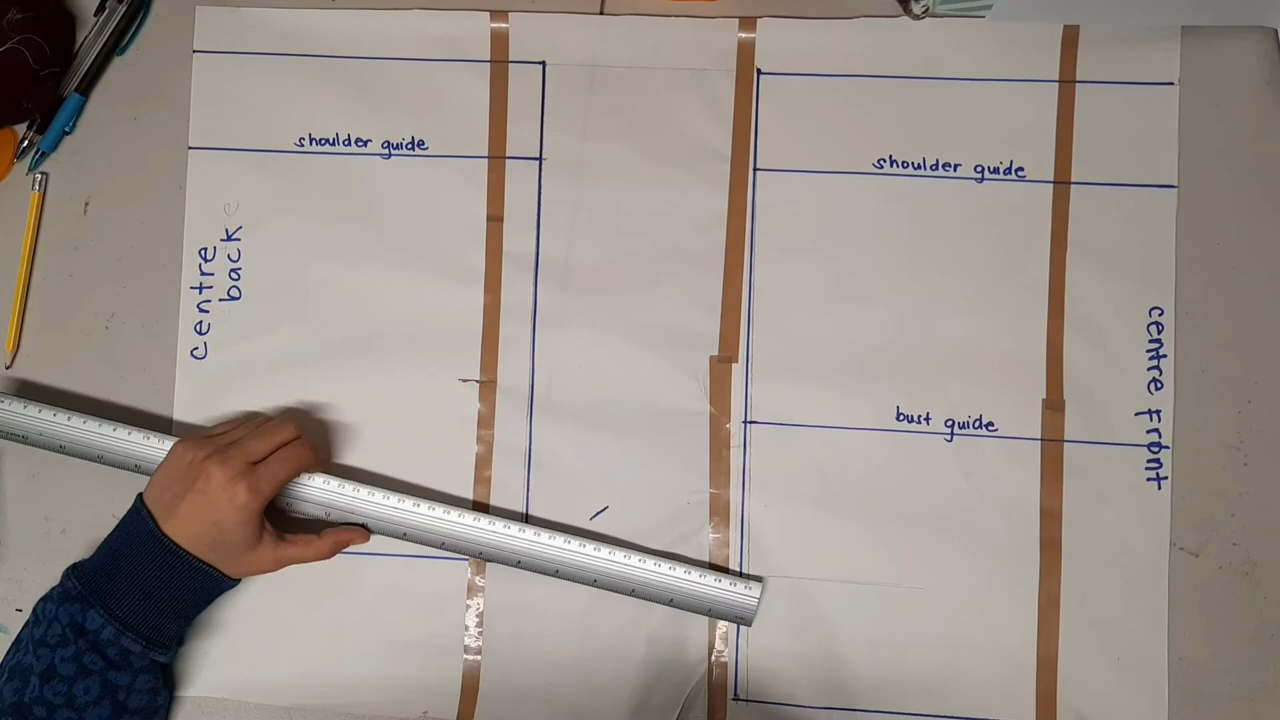 shoulder guide
centre
back
shoulder guide
bust guide
centre front